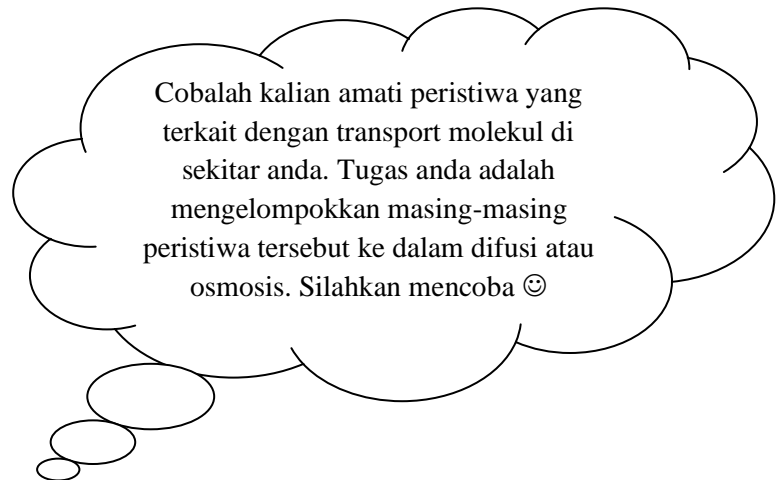 Cobalah kalian amati peristiwa yang
terkait dengan transport molekul di
sekitar anda. Tugas anda adalah
mengelompokkan masing-masing
peristiwa tersebut ke dalam difusi atau
osmosis. Silahkan mencoba ☺